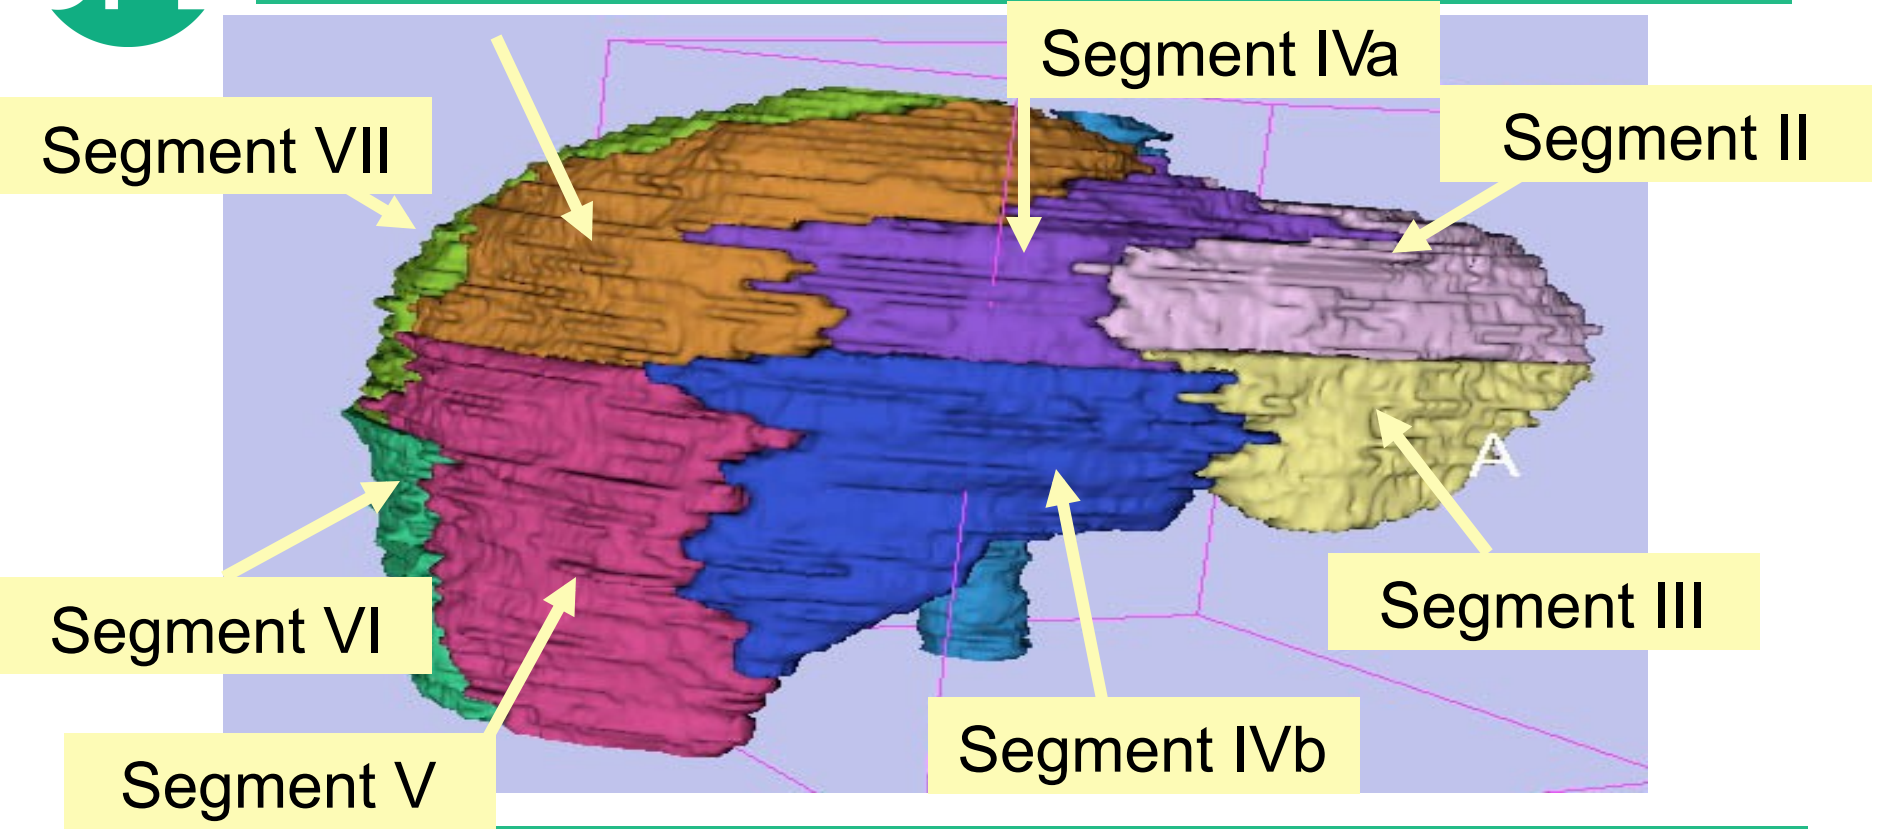 Segment IVa
Segment II
Segment VII
A
Segment III
Segment VI
Segment IVb
Segment V